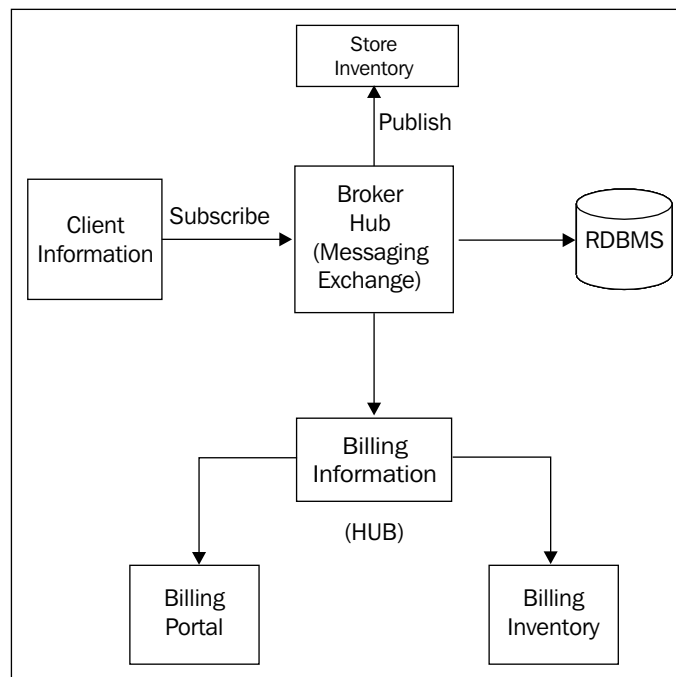 Store
Inventory
Publish
Client
Information
Subscribe
Broker
Hub
(Messaging
Exchange)
RDBMS
Billing
Information
(HUB)
Billing
Portal
Billing
Inventory